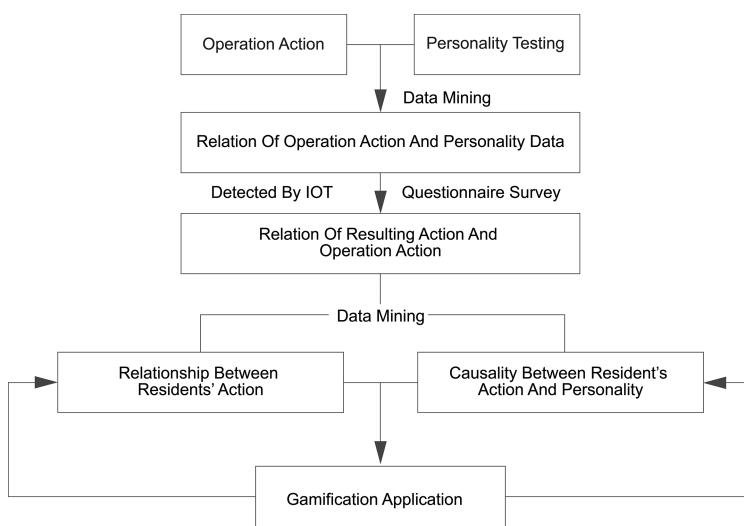 Operation Action
Personality Testing
Data Mining
Relation Of Operation Action And Personality Data
Detected By IOT
Questionnaire Survey
Relation Of Resulting Action And
Operation Action
Data Mining
Relationship Between
Residents' Action
Causality Between Resident's
Action And Personality
Gamification Application